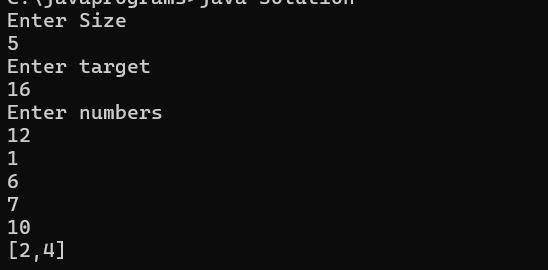 C:\javaprograms>java Solution
Enter Size
5
Enter target
16
Enter numbers
12
1
6
7
10
[2,4]